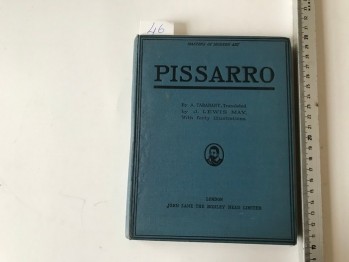 46
MASTERS OF MODERN ART
PISSARRO
By A. TABARANT, Translated
by J. LEWIS MAY.
With forty illustrations
LONDON
JOHN LANE THE BODLEY HEAD LIMITED